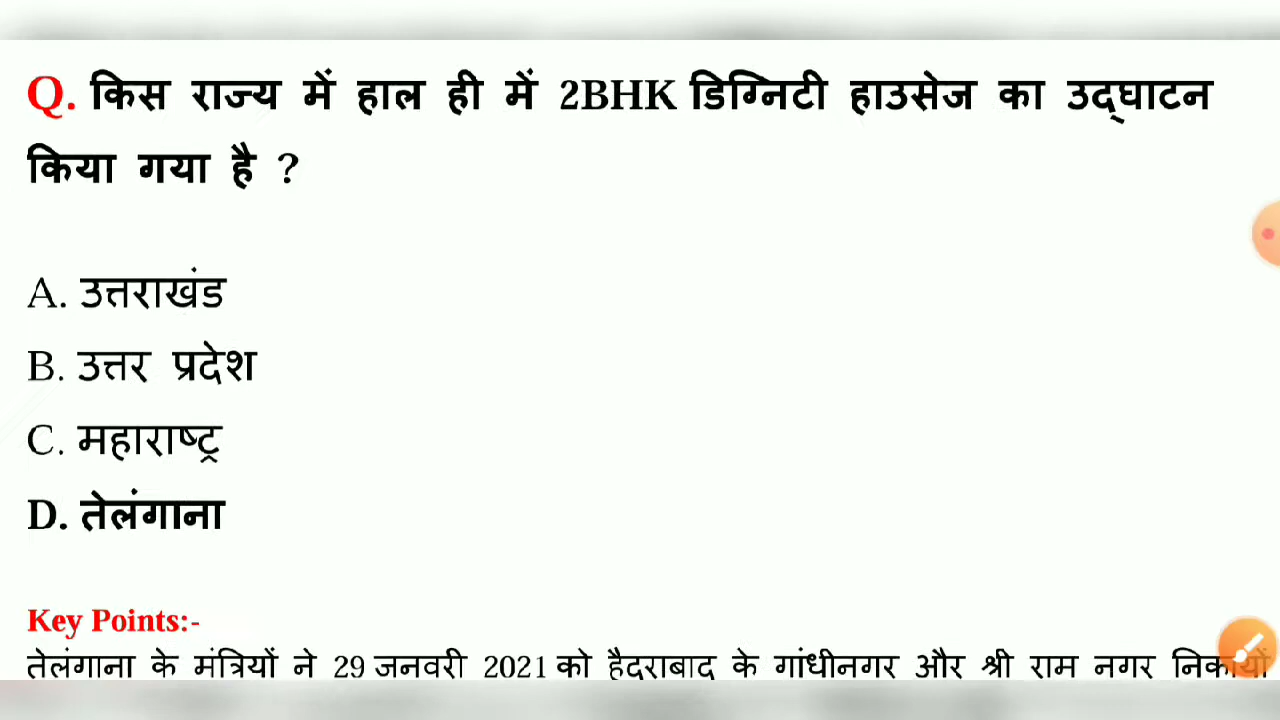 Q. किस राज्य में हाल ही में 2BHK डिग्निटी हाउसेज का उद्घाटन
किया गया है ?
A. उत्तराखंड
B. उत्तर प्रदेश
C. महाराष्ट्र
D. तेलंगाना
Key Points:-
तेलंगाना के मंत्रियों ने 29 जनवरी 2021 को हैदराबाद के गांधीनगर और श्री राम नगर निकायों